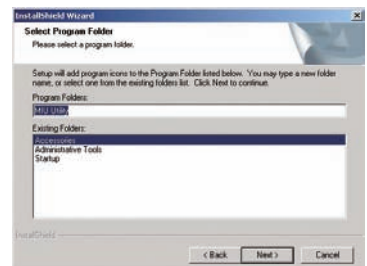 InstallShield Wizard
Select Program Folder
Please select a program folder.
Setup will add program icons to the Program Folder listed below. You may type a new folder
name, or select one from the existing folders list. Click Next to continue.
Program Folders:
MIU Utility
Existing Folders:
Accessories
Administrative Tools
Startup
InstallShield
< Back
Next >
Cancel